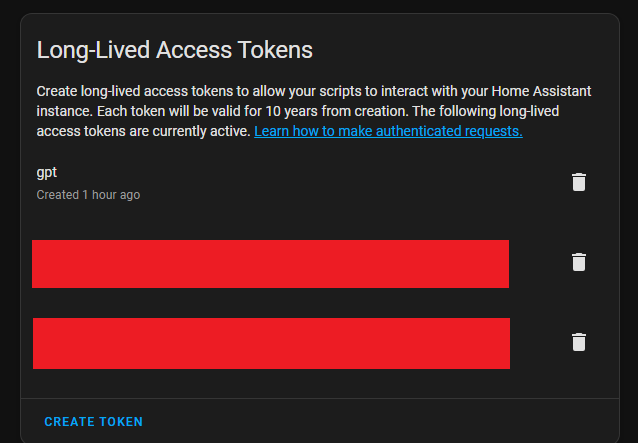 Long-Lived Access Tokens
Create long-lived access tokens to allow your scripts to interact with your Home Assistant
instance. Each token will be valid for 10 years from creation. The following long-lived
access tokens are currently active. Learn how to make authenticated requests.
gpt
Created 1 hour ago
CREATE TOKEN